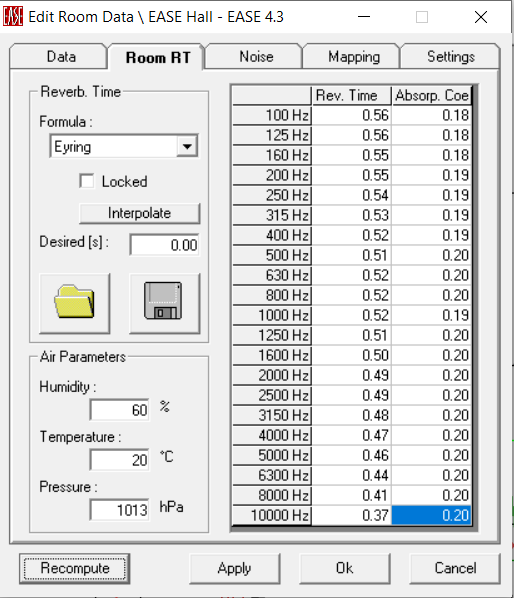 EASE Edit Room Data \ EASE Hall - EASE 4.3
Data Room RT Noise Mapping Settings
Reverb. Time
Formula :
Eyring
Locked
Interpolate
Desired [s] : 0.00
Air Parameters
Humidity :
60 %
Temperature :
20 °C
Pressure :
1013 hPa
Rev. Time Absorp. Coe
100 Hz 0.56 0.18
125 Hz 0.56 0.18
160 Hz 0.55 0.18
200 Hz 0.55 0.19
250 Hz 0.54 0.19
315 Hz 0.53 0.19
400 Hz 0.52 0.19
500 Hz 0.51 0.20
630 Hz 0.52 0.20
800 Hz 0.52 0.20
1000 Hz 0.52 0.19
1250 Hz 0.51 0.20
1600 Hz 0.50 0.20
2000 Hz 0.49 0.20
2500 Hz 0.49 0.20
3150 Hz 0.48 0.20
4000 Hz 0.47 0.20
5000 Hz 0.46 0.20
6300 Hz 0.44 0.20
8000 Hz 0.41 0.20
10000 Hz 0.37 0.20
Recompute Apply Ok Cancel